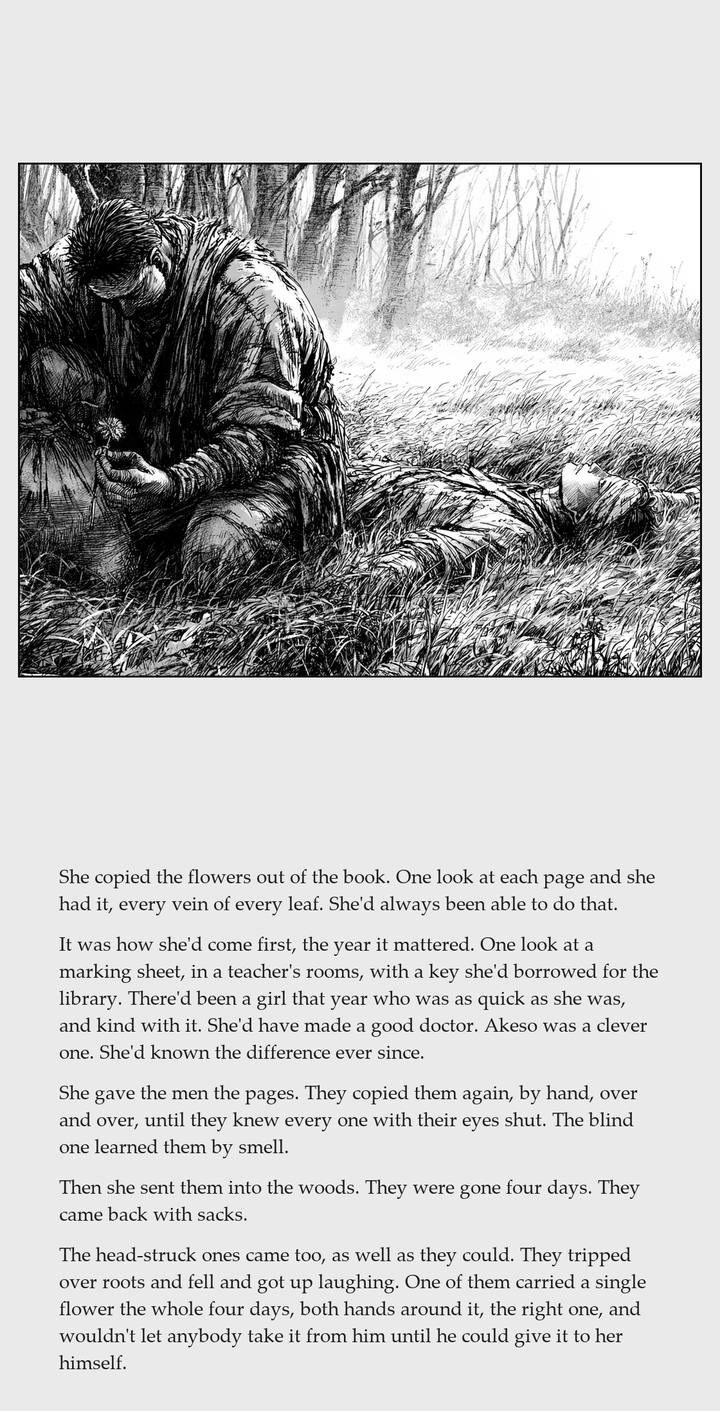 She copied the flowers out of the book. One look at each page and she
had it, every vein of every leaf. She'd always been able to do that.
It was how she'd come first, the year it mattered. One look at a
marking sheet, in a teacher's rooms, with a key she'd borrowed for the
library. There'd been a girl that year who was as quick as she was,
and kind with it. She'd have made a good doctor. Akeso was a clever
one. She'd known the difference ever since.
She gave the men the pages. They copied them again, by hand, over
and over, until they knew every one with their eyes shut. The blind
one learned them by smell.
Then she sent them into the woods. They were gone four days. They
came back with sacks.
The head-struck ones came too, as well as they could. They tripped
over roots and fell and got up laughing. One of them carried a single
flower the whole four days, both hands around it, the right one, and
wouldn't let anybody take it from him until he could give it to her
himself.